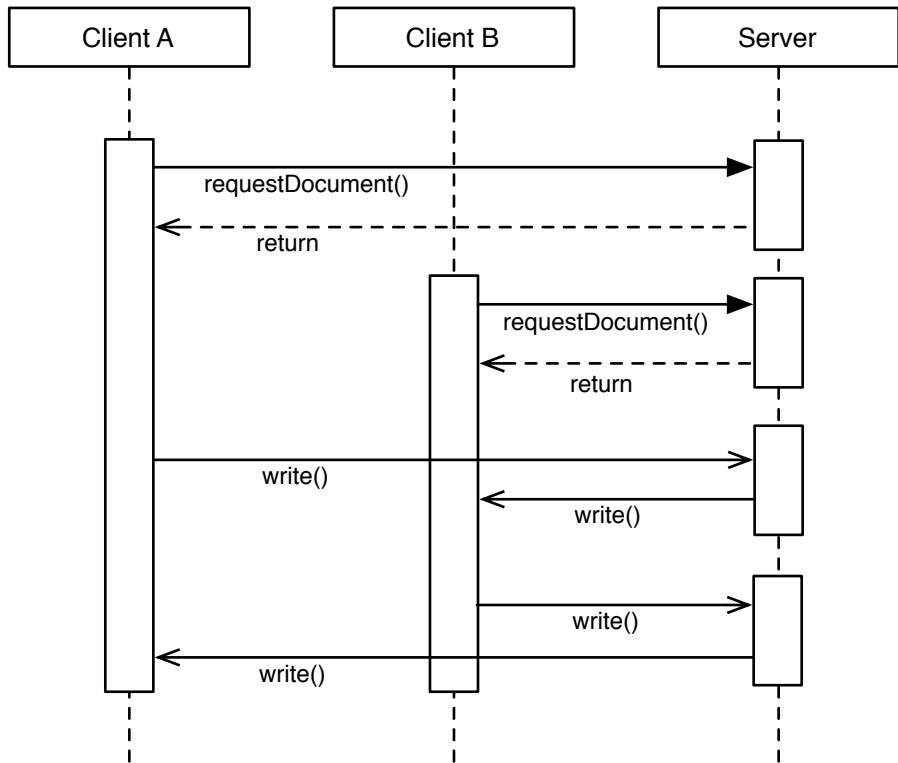 Client A
Client B
Server
requestDocument()
return
requestDocument()
return
write()
write()
write()
write()